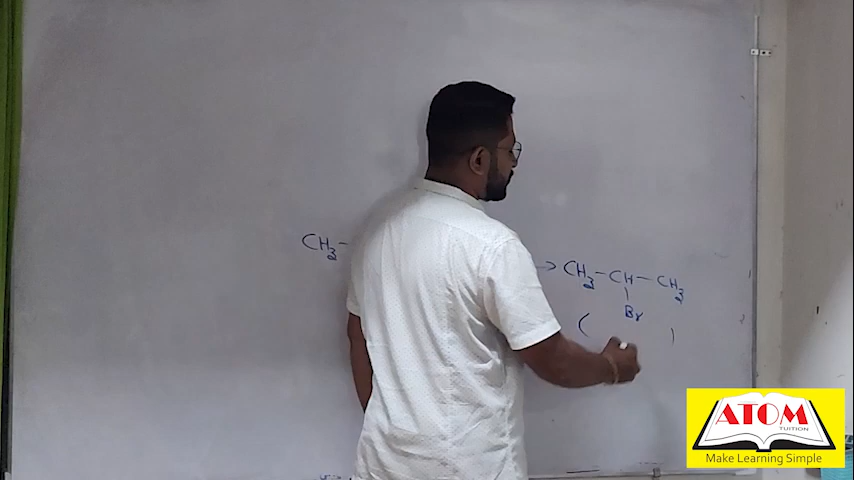 CH3-
→ CH3 - CH - CH3
|
Br
( )
ATOM
TUITION
Make Learning Simple